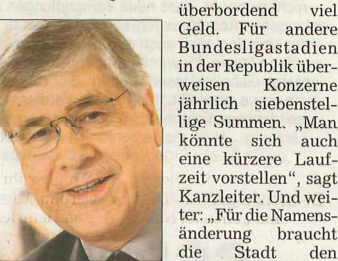 überbordend viel
Geld. Für andere
Bundesligastadien
in der Republik über-
weisen Konzerne
jährlich siebenstel-
lige Summen. „Man
könnte sich auch
eine kürzere Lauf-
zeit vorstellen“, sagt
Kanzleiter. Und wei-
ter: „Für die Namens-
änderung braucht
die Stadt den